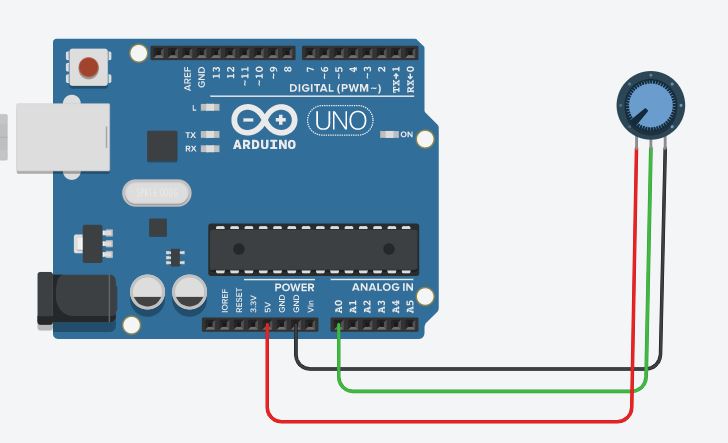 AREF
GND
13
12
~11
~10
~9
8
7
~6
~5
4
~3
2
TX→1
RX←0
DIGITAL (PWM~)
L
TX
RX
ARDUINO
UNO
ON
POWER
ANALOG IN
IOREF
RESET
3.3V
5V
GND
GND
Vin
A0
A1
A2
A3
A4
A5